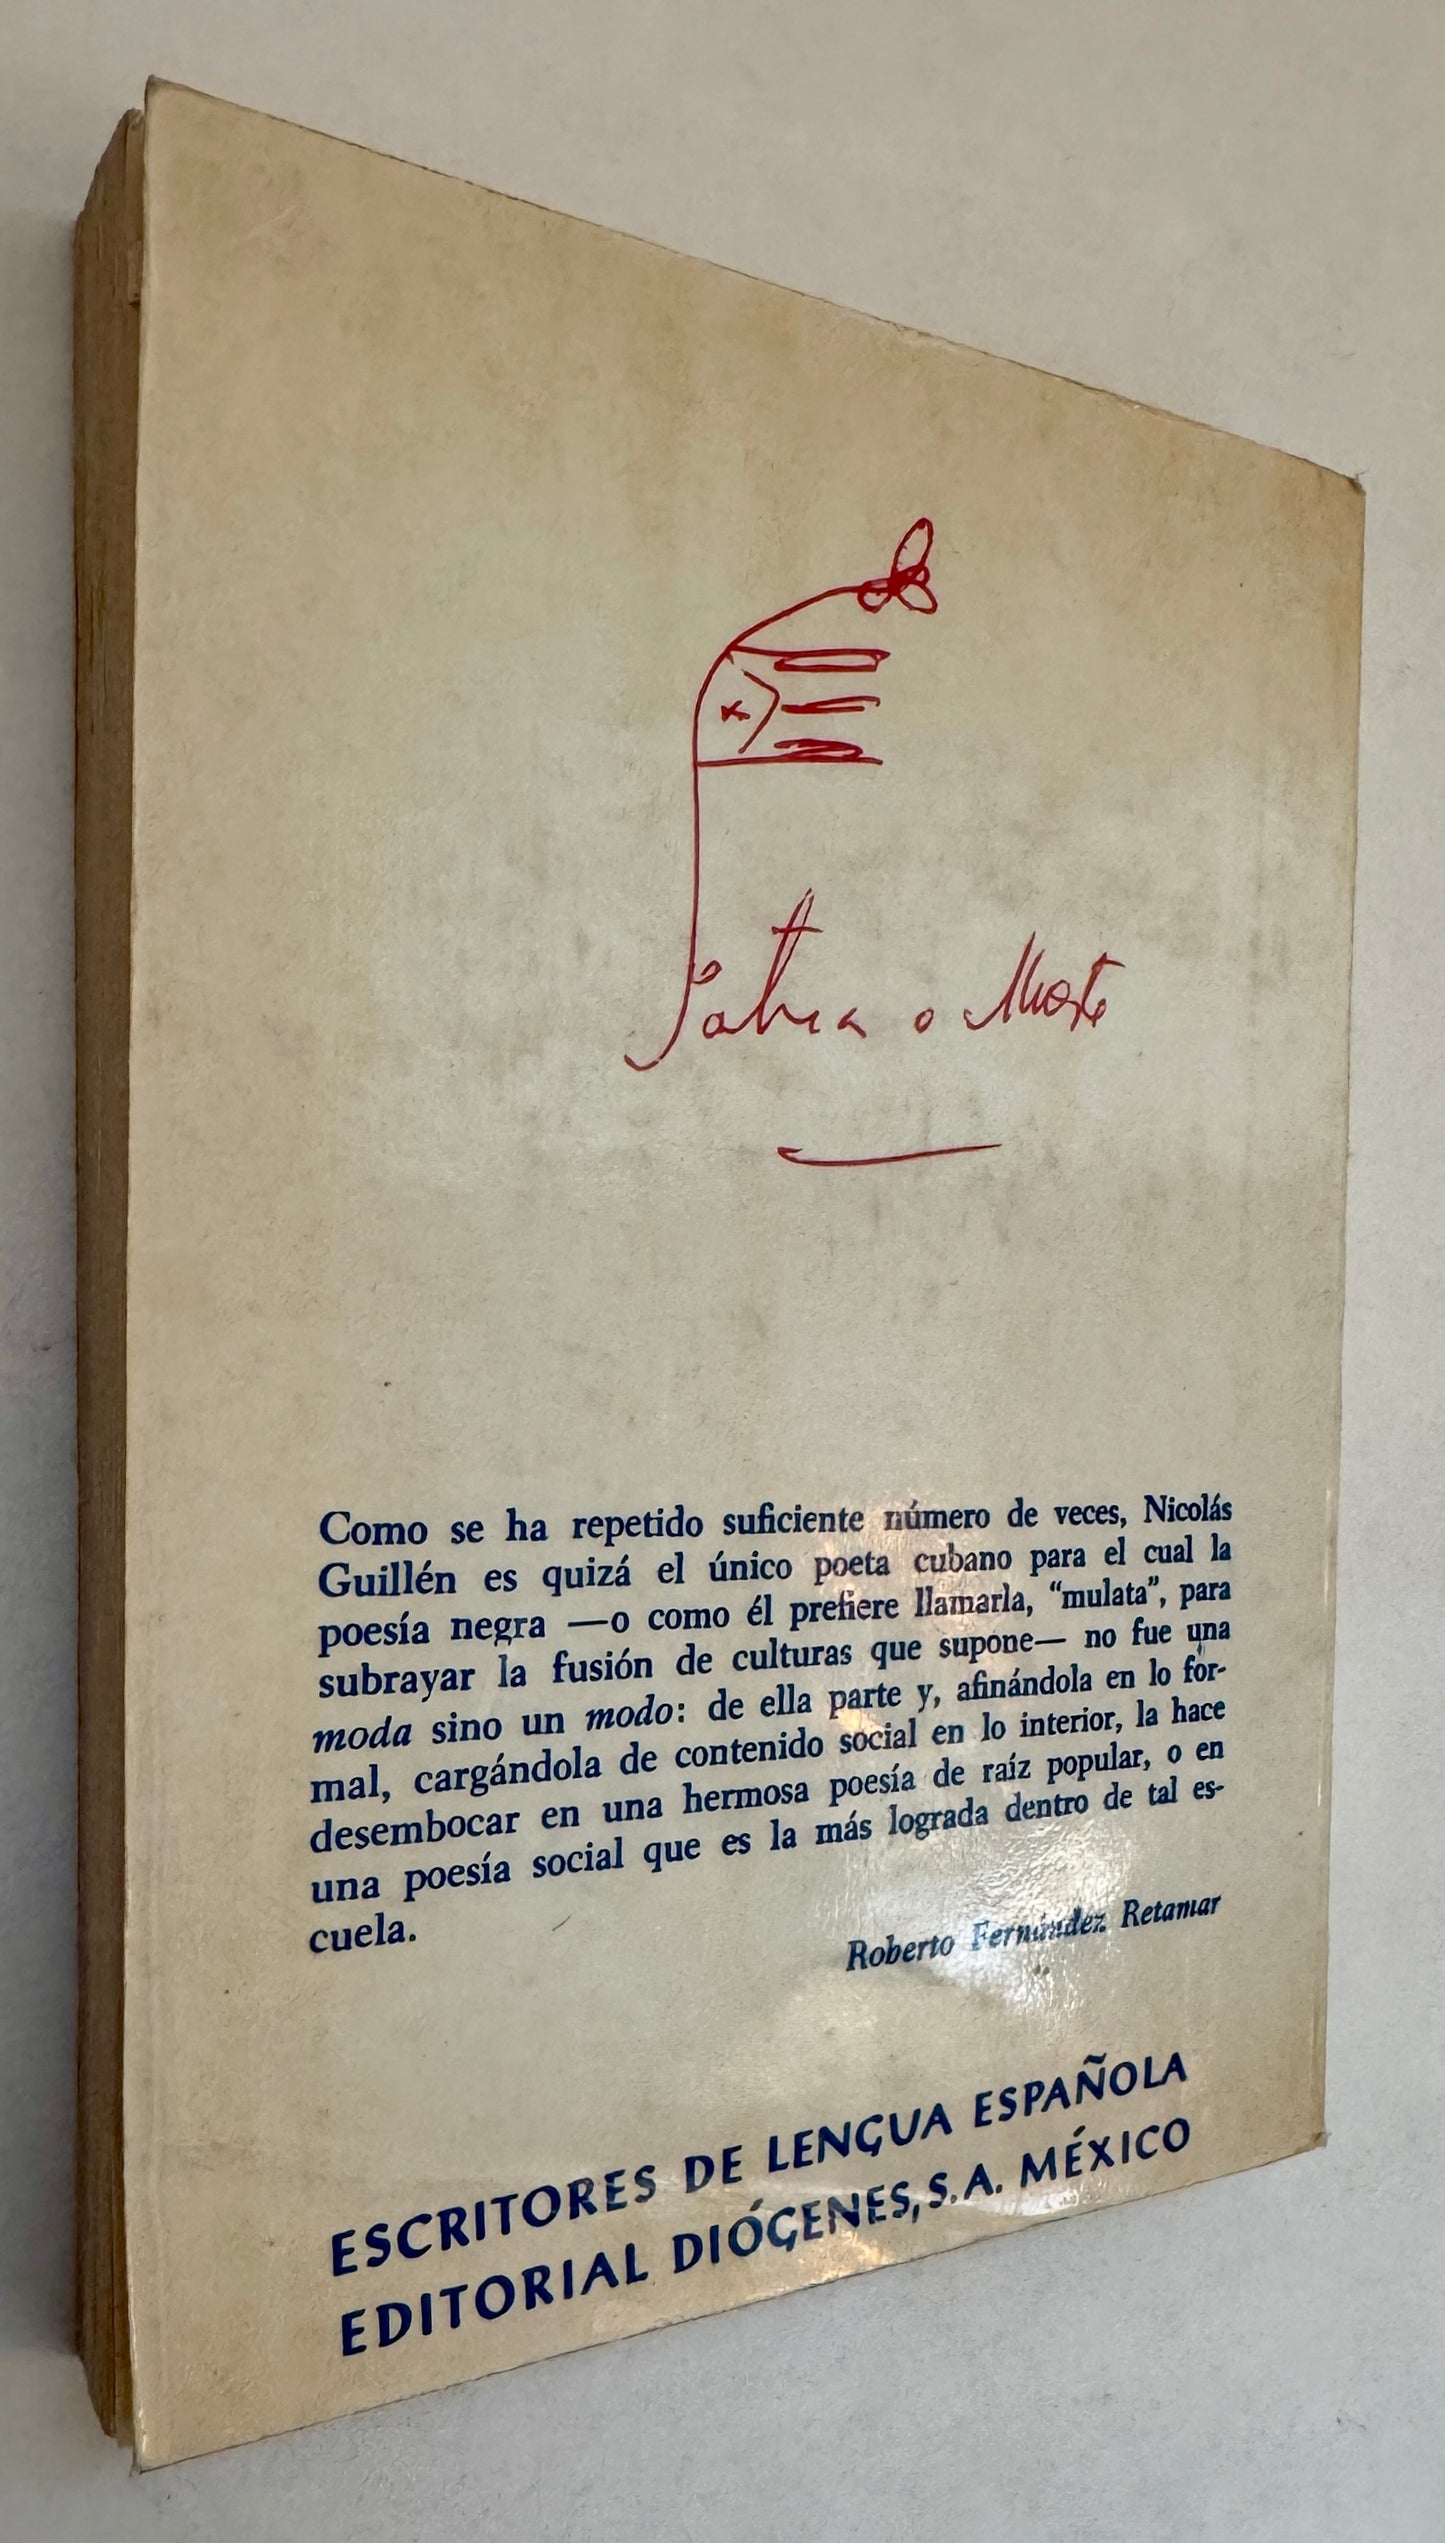 Patria o Muerte
Como se ha repetido suficiente número de veces, Nicolás
Guillén es quizá el único poeta cubano para el cual la
poesía negra —o como él prefiere llamarla, “mulata”, para
subrayar la fusión de culturas que supone— no fue una
moda sino un modo: de ella parte y, afinándola en lo for-
mal, cargándola de contenido social en lo interior, la hace
desembocar en una hermosa poesía de raíz popular, o en
una poesía social que es la más lograda dentro de tal es-
cuela.
Roberto Fernández Retamar
ESCRITORES DE LENGUA ESPAÑOLA
EDITORIAL DIÓGENES, S. A. MÉXICO